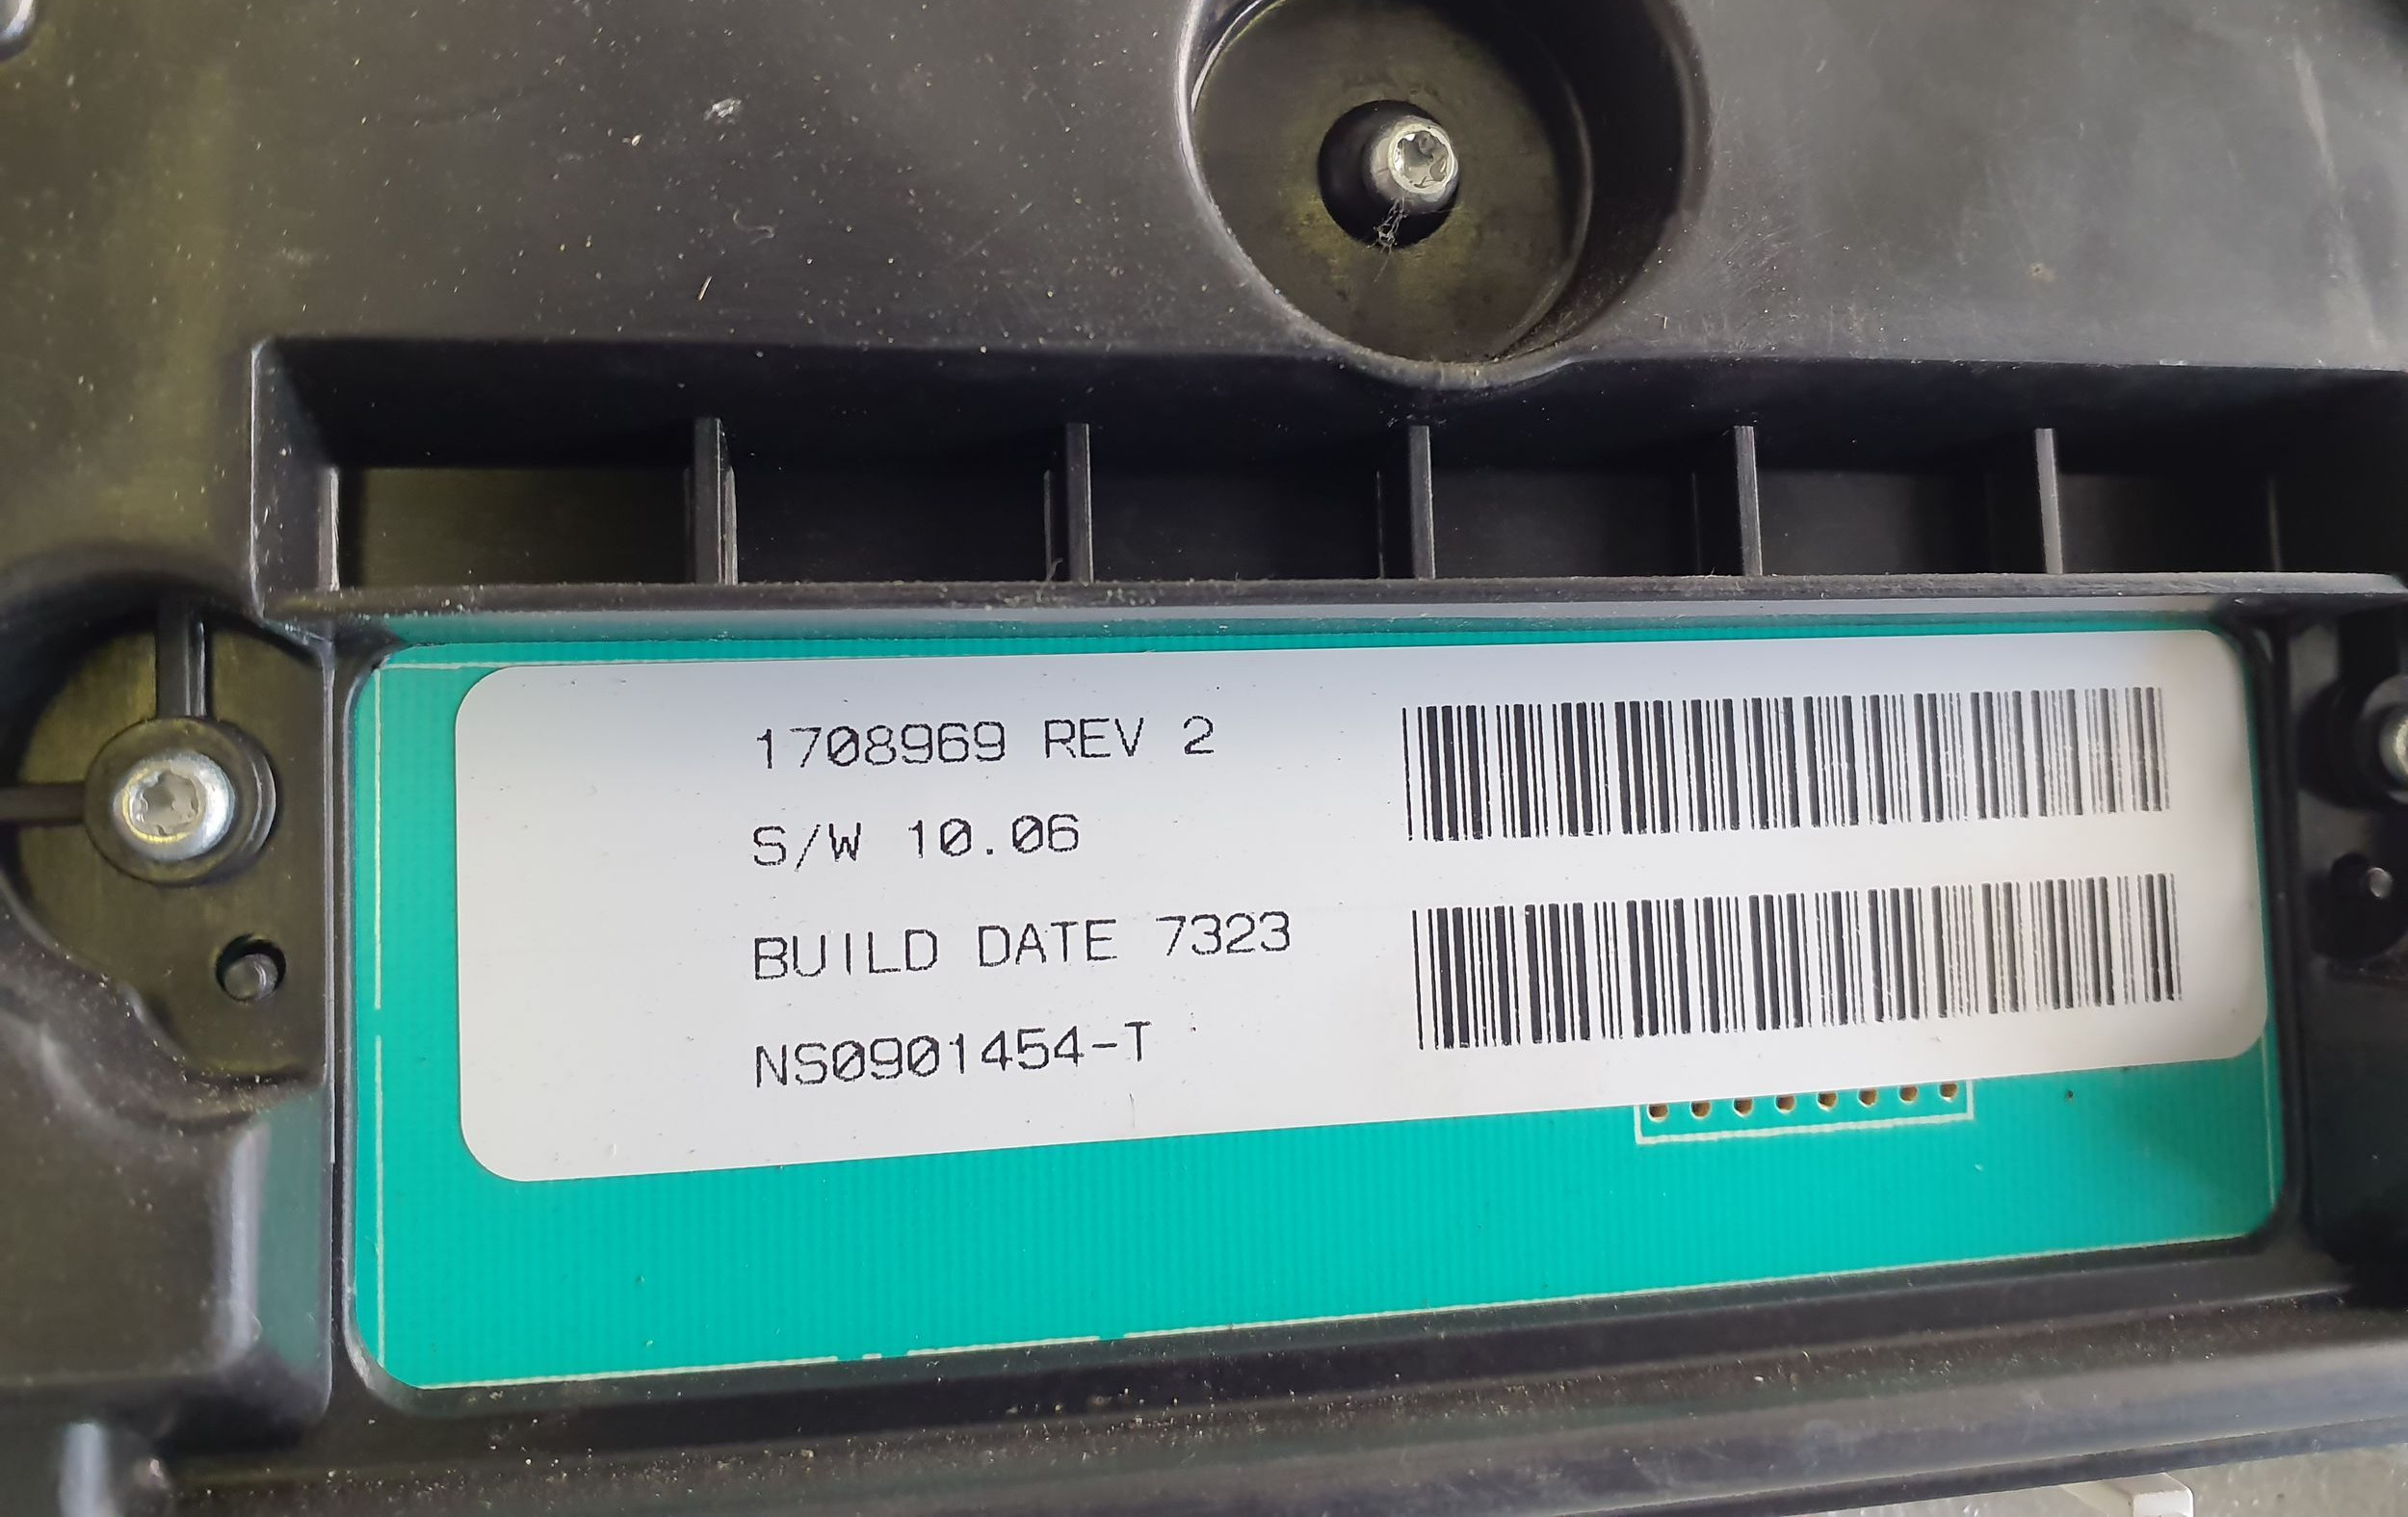 1708969 REV 2
S/W 10.06
BUILD DATE 7323
NS0901454-T